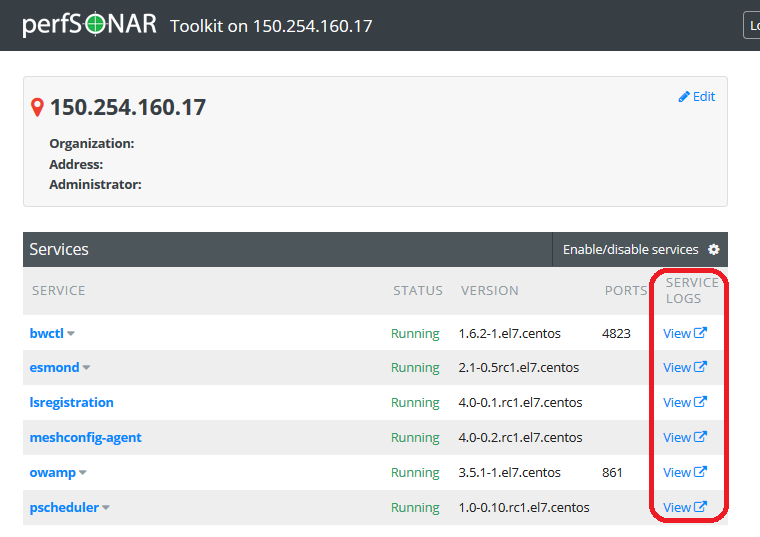 perfSONAR Toolkit on 150.254.160.17
150.254.160.17 Edit
Organization:
Address:
Administrator:
Services Enable/disable services
SERVICE STATUS VERSION PORTS SERVICE LOGS
bwctl Running 1.6.2-1.el7.centos 4823 View
esmond Running 2.1-0.5rc1.el7.centos View
lsregistration Running 4.0-0.1.rc1.el7.centos View
meshconfig-agent Running 4.0-0.2.rc1.el7.centos View
owamp Running 3.5.1-1.el7.centos 861 View
pscheduler Running 1.0-0.10.rc1.el7.centos View